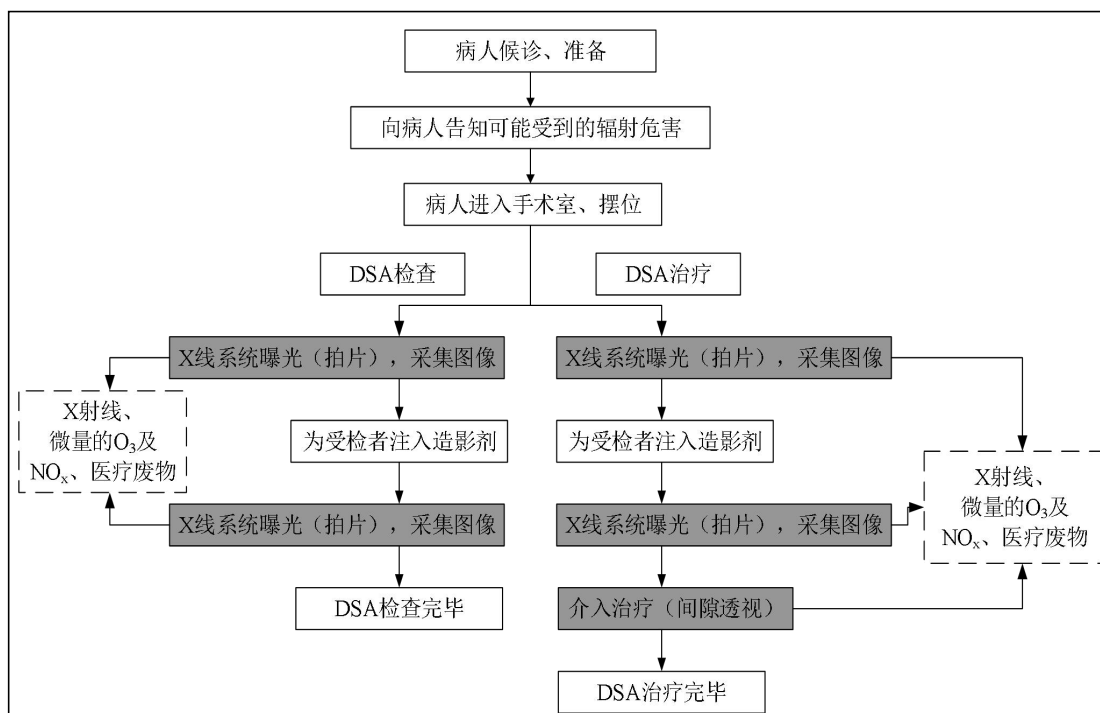 病人候诊、准备
向病人告知可能受到的辐射危害
病人进入手术室、摆位
DSA检查
DSA治疗
X线系统曝光（拍片），采集图像
X线系统曝光（拍片），采集图像
X射线、
微量的O₃及
NOₓ、医疗废物
为受检者注入造影剂
为受检者注入造影剂
X射线、
微量的O₃及
NOₓ、医疗废物
X线系统曝光（拍片），采集图像
X线系统曝光（拍片），采集图像
DSA检查完毕
介入治疗（间隙透视）
DSA治疗完毕